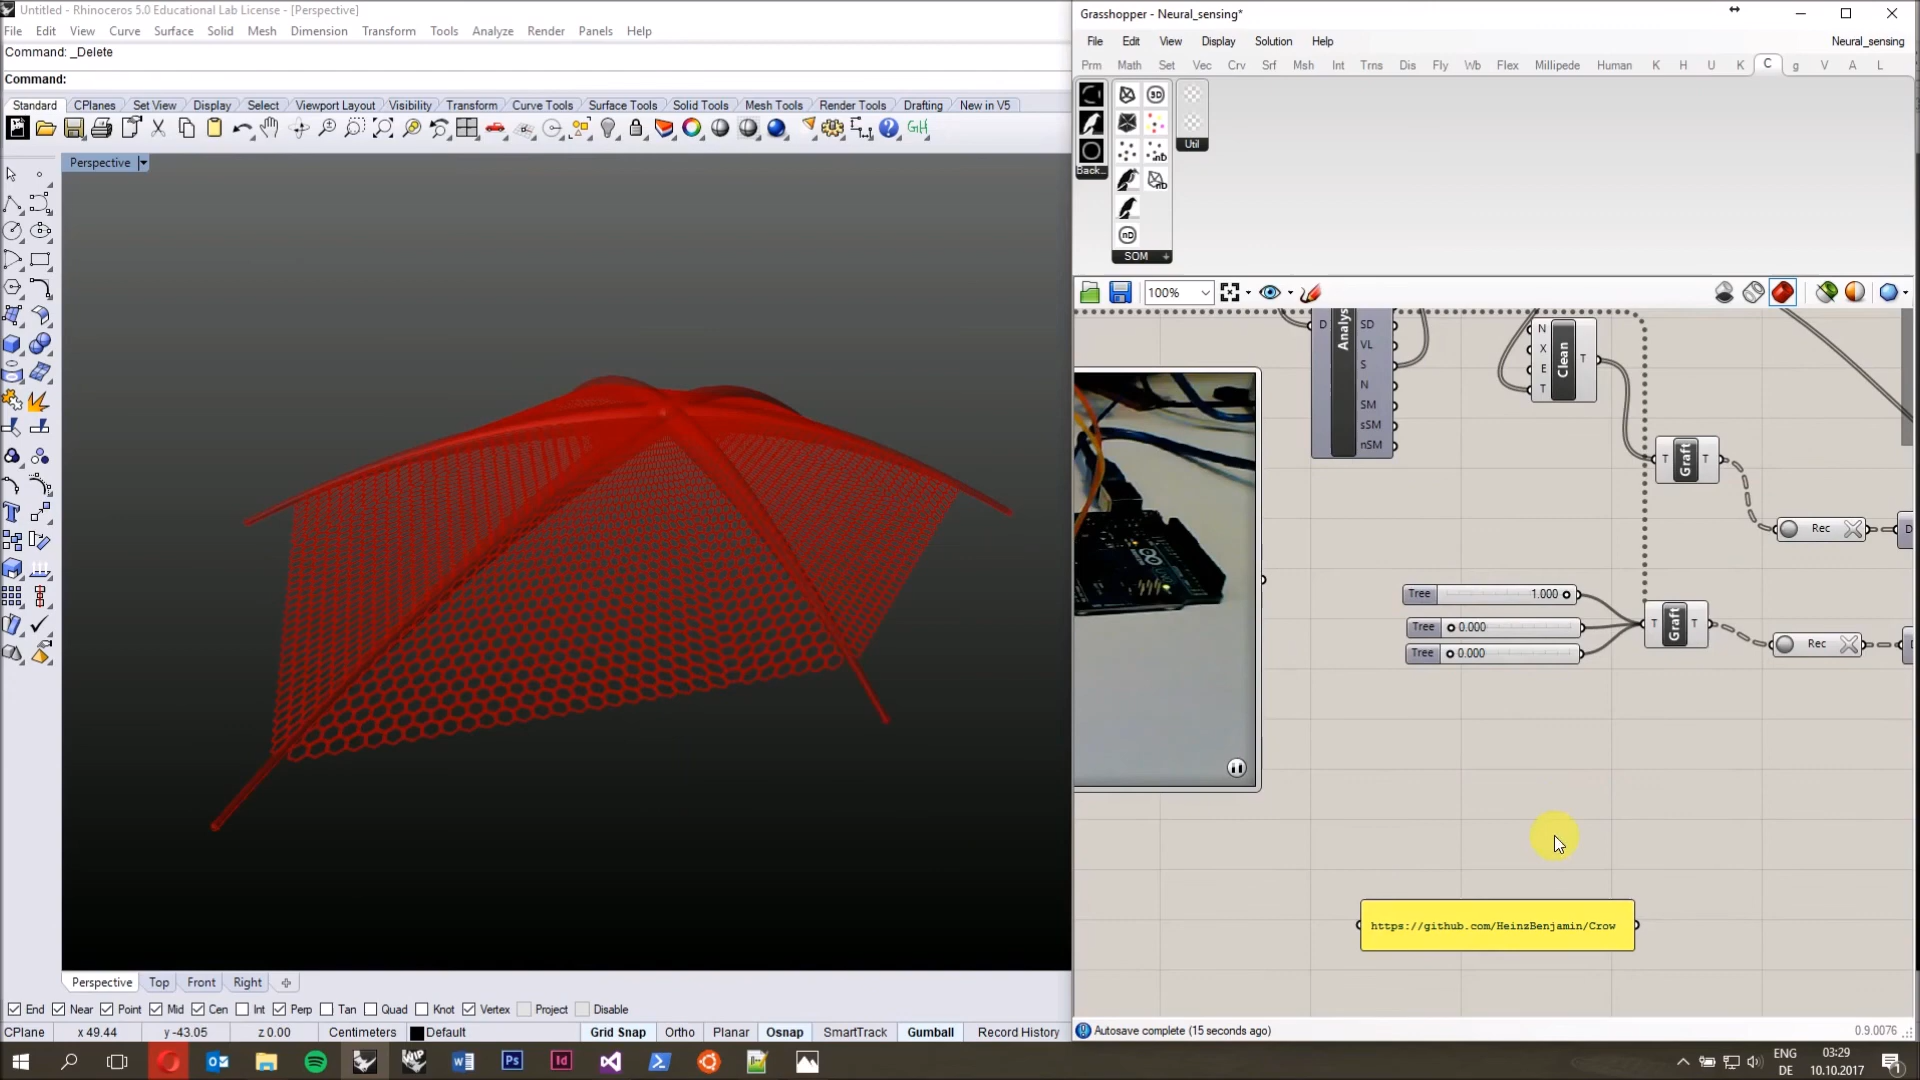 Untitled - Rhinoceros 5.0 Educational Lab License - [Perspective]
File Edit View Curve Surface Solid Mesh Dimension Transform Tools Analyze Render Panels Help
Command: _Delete
Command:
Standard CPlanes Set View Display Select Viewport Layout Visibility Transform Curve Tools Surface Tools Solid Tools Mesh Tools Render Tools Drafting New in V5
GH
Perspective
Perspective Top Front Right
End Near Point Mid Cen Int Perp Tan Quad Knot Vertex Project Disable
CPlane x 49.44 y -43.05 z 0.00 Centimeters Default Grid Snap Ortho Planar Osnap SmartTrack Gumball Record History
Grasshopper - Neural_sensing*
File Edit View Display Solution Help Neural_sensing
Prm Math Set Vec Crv Srf Msh Int Trns Dis Fly Wb Flex Millipede Human K H U K C g V A L
3D
nD
nD
nD
Back...
Util
SOM +
100%
D
Analys
SD
VL
S
N
SM
sSM
nSM
N
X
E
T
Clean
T
T Graft T
Rec
D
Tree 1.000
Tree 0.000
Tree 0.000
T Graft T
Rec
https://github.com/HeinzBenjamin/Crow
Autosave complete (15 seconds ago) 0.9.0076
Ps Id
ENG
DE
03:29
10.10.2017
1